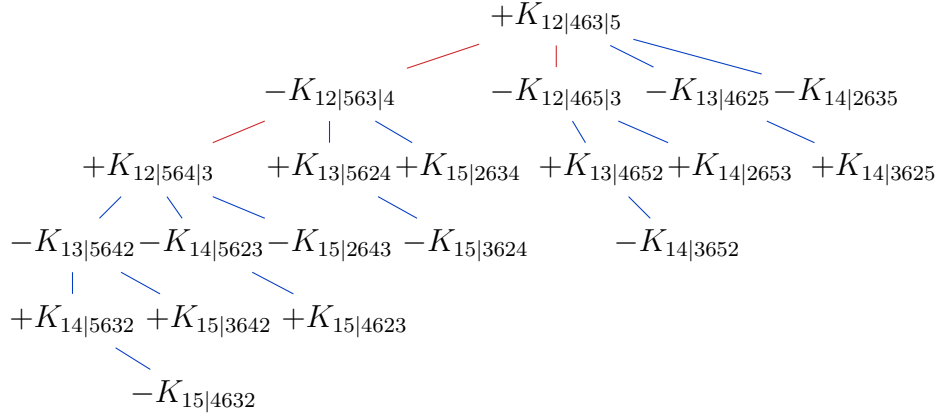 +K_{12|463|5}
−K_{12|563|4} −K_{12|465|3} −K_{13|4625} −K_{14|2635}
+K_{12|564|3} +K_{13|5624} +K_{15|2634} +K_{13|4652} +K_{14|2653} +K_{14|3625}
−K_{13|5642} −K_{14|5623} −K_{15|2643} −K_{15|3624} −K_{14|3652}
+K_{14|5632} +K_{15|3642} +K_{15|4623}
−K_{15|4632}